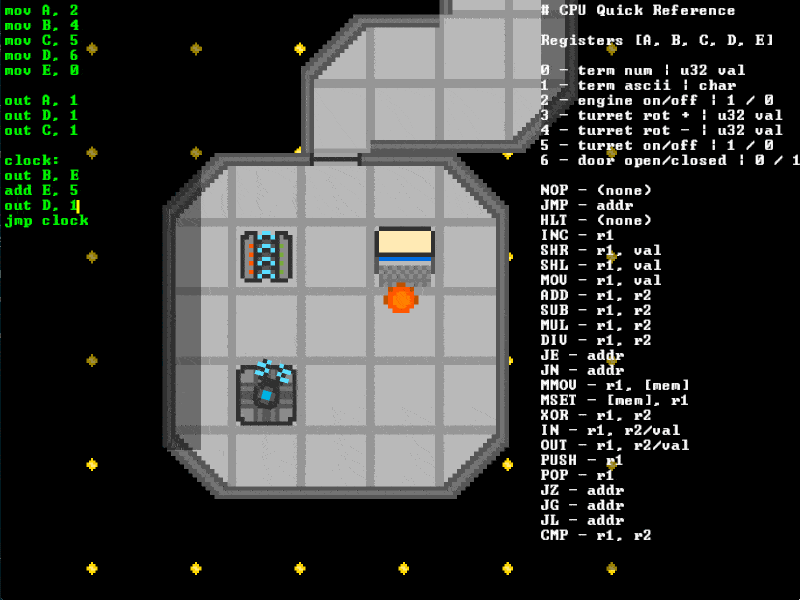 mov A, 2
mov B, 4
mov C, 5
mov D, 6
mov E, 0
out A, 1
out D, 1
out C, 1
clock:
out B, E
add E, 5
out D, 1
jmp clock
# CPU Quick Reference
Registers [A, B, C, D, E]
0 - term num | u32 val
1 - term ascii | char
2 - engine on/off | 1 / 0
3 - turret rot + | u32 val
4 - turret rot - | u32 val
5 - turret on/off | 1 / 0
6 - door open/closed | 0 / 1
NOP - (none)
JMP - addr
HLT - (none)
INC - r1
SHR - r1, val
SHL - r1, val
MOV - r1, val
ADD - r1, r2
SUB - r1, r2
MUL - r1, r2
DIV - r1, r2
JE - addr
JN - addr
MMOV - r1, [mem]
MSET - [mem], r1
XOR - r1, r2
IN - r1, r2/val
OUT - r1, r2/val
PUSH - r1
POP - r1
JZ - addr
JG - addr
JL - addr
CMP - r1, r2